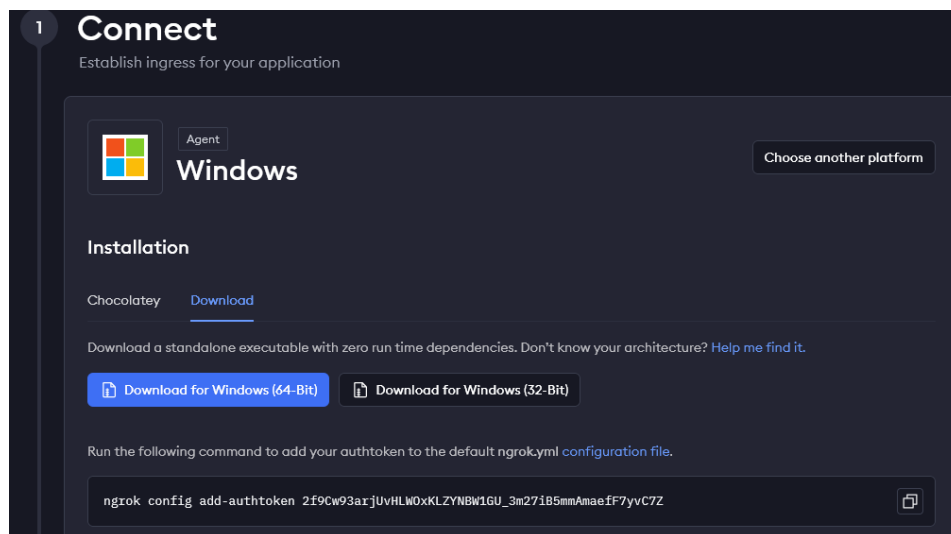 1
Connect
Establish ingress for your application
Agent
Windows
Choose another platform
Installation
Chocolatey Download
Download a standalone executable with zero run time dependencies. Don't know your architecture? Help me find it.
Download for Windows (64-Bit) Download for Windows (32-Bit)
Run the following command to add your authtoken to the default ngrok.yml configuration file.
ngrok config add-authtoken 2f9Cw93arjUvHLWOxKLZYNBW1GU_3m27iB5mmAmaefF7yvC7Z